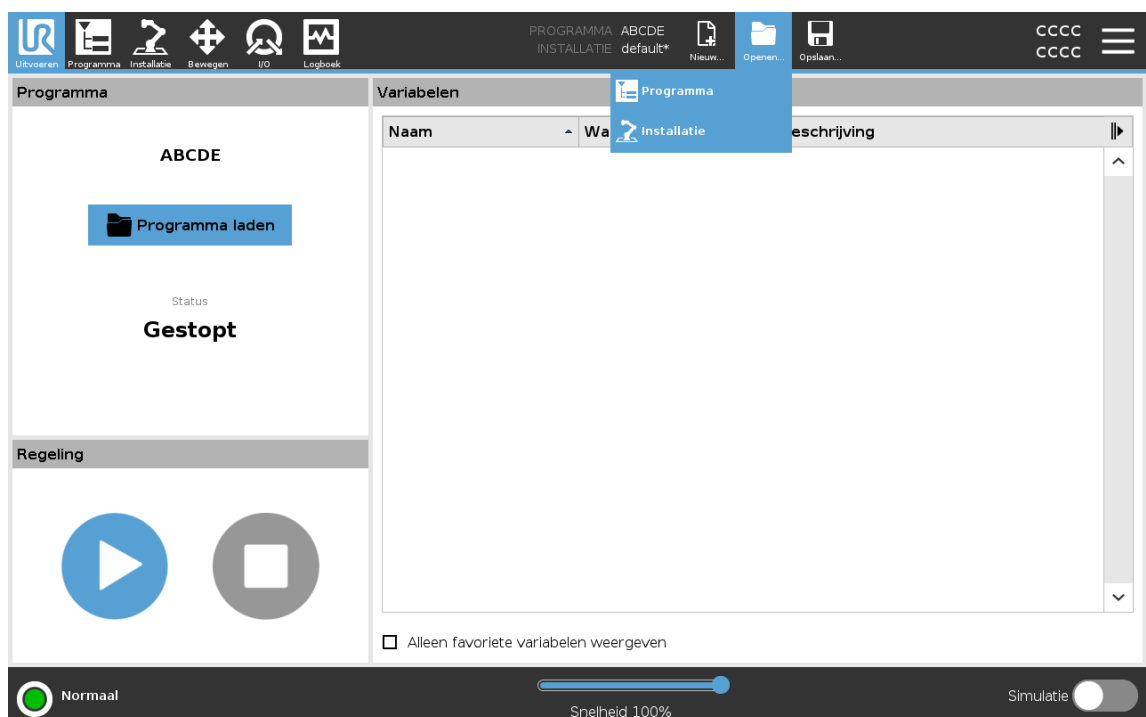 Uitvoeren Programma Installatie Bewegen I/O Logboek
PROGRAMMA ABCDE
INSTALLATIE default*
Nieuw... Openen... Opslaan...
CCCC
CCCC
Programma
Installatie
Programma
ABCDE
Programma laden
Status
Gestopt
Regeling
Variabelen
Naam Wa eschrijving
Alleen favoriete variabelen weergeven
Normaal
Snelheid 100%
Simulatie